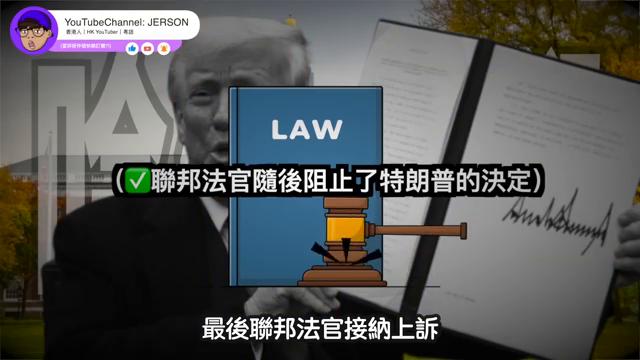 YouTubeChannel: JERSON
香港人｜HK YouTuber｜粵語
LAW
(✅聯邦法官隨後阻止了特朗普的決定)
最後聯邦法官接納上訴